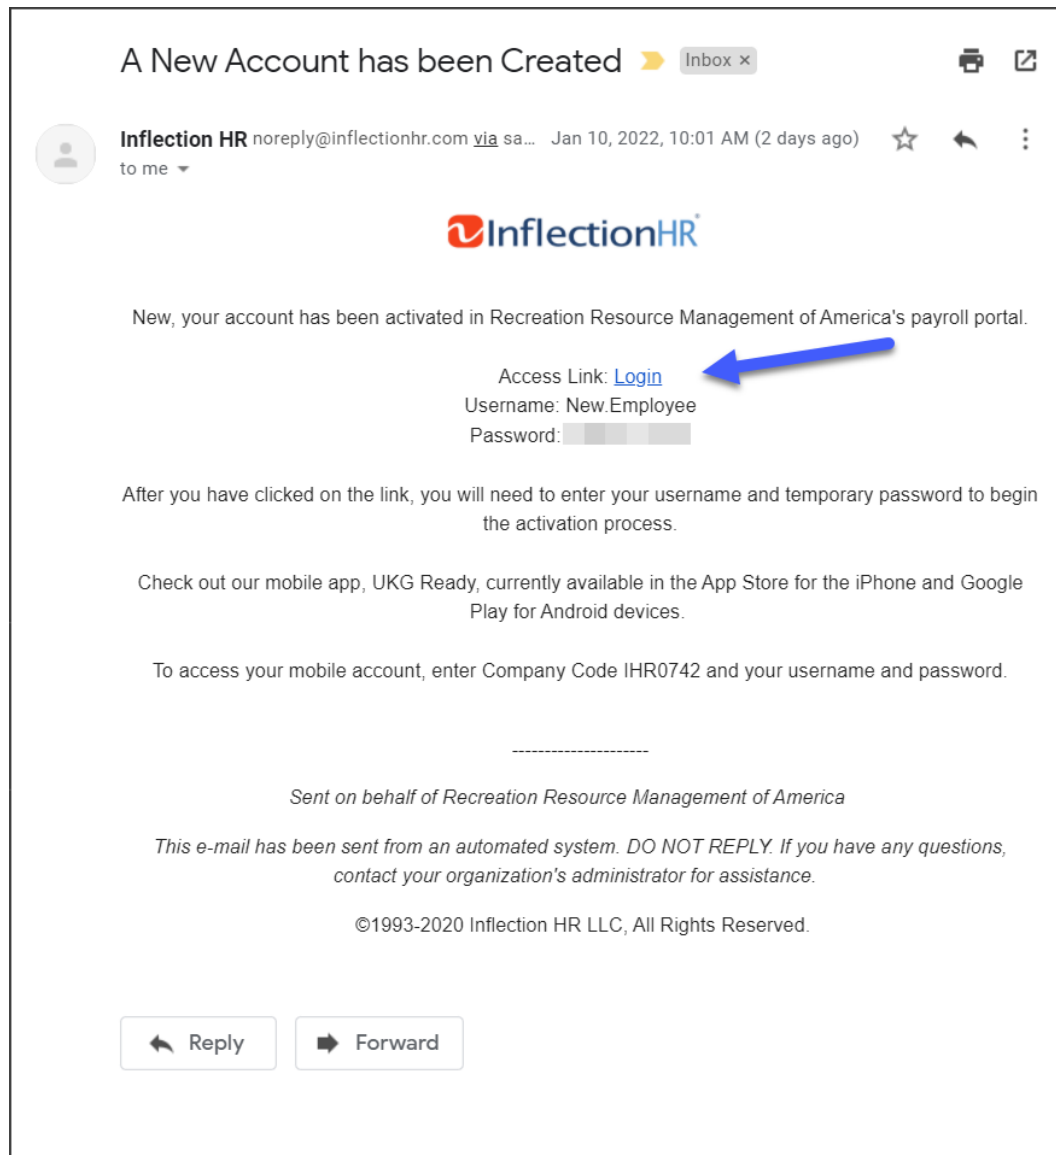 A New Account has been Created Inbox ×
Inflection HR noreply@inflectionhr.com via sa... Jan 10, 2022, 10:01 AM (2 days ago)
to me
InflectionHR®
New, your account has been activated in Recreation Resource Management of America's payroll portal.
Access Link: Login
Username: New.Employee
Password:
After you have clicked on the link, you will need to enter your username and temporary password to begin
the activation process.
Check out our mobile app, UKG Ready, currently available in the App Store for the iPhone and Google
Play for Android devices.
To access your mobile account, enter Company Code IHR0742 and your username and password.
---------------------
Sent on behalf of Recreation Resource Management of America
This e-mail has been sent from an automated system. DO NOT REPLY. If you have any questions,
contact your organization's administrator for assistance.
©1993-2020 Inflection HR LLC, All Rights Reserved.
Reply Forward